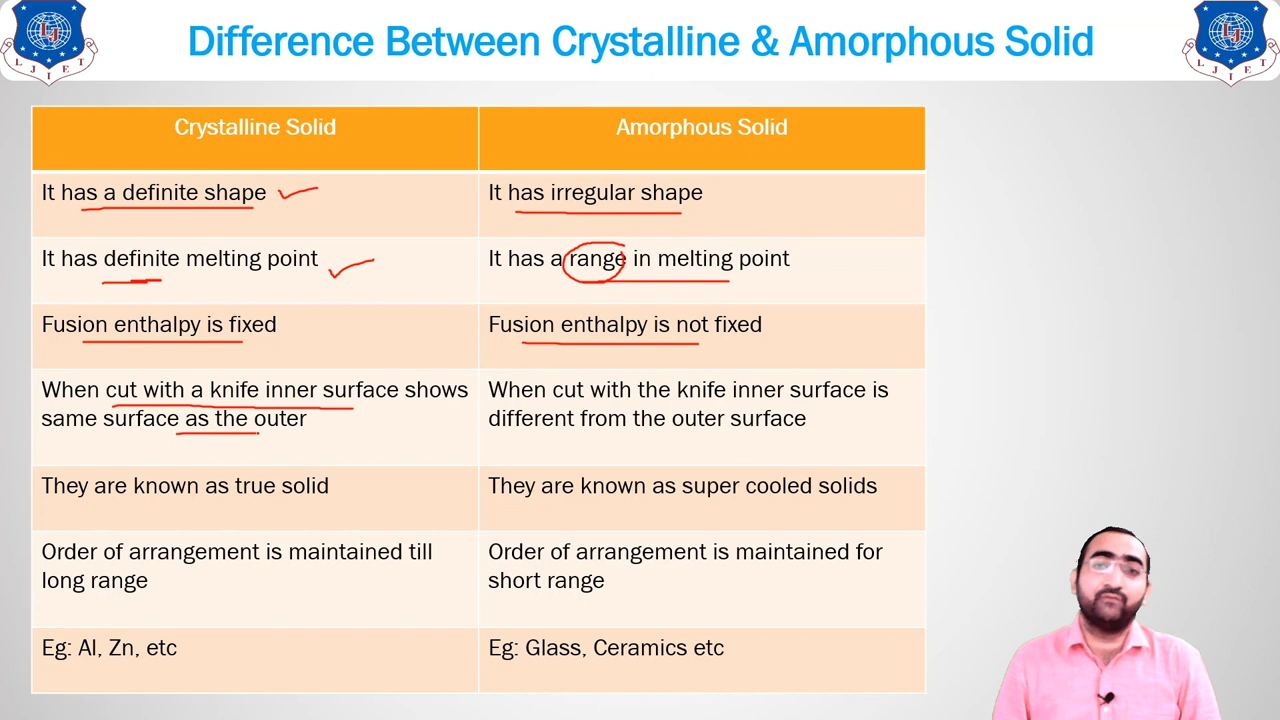 Difference Between Crystalline & Amorphous Solid
LJ
LJIET
LJ
LJIET
Crystalline Solid
Amorphous Solid
It has a definite shape
It has irregular shape
It has definite melting point
It has a range in melting point
Fusion enthalpy is fixed
Fusion enthalpy is not fixed
When cut with a knife inner surface shows
same surface as the outer
When cut with the knife inner surface is
different from the outer surface
They are known as true solid
They are known as super cooled solids
Order of arrangement is maintained till
long range
Order of arrangement is maintained for
short range
Eg: Al, Zn, etc
Eg: Glass, Ceramics etc